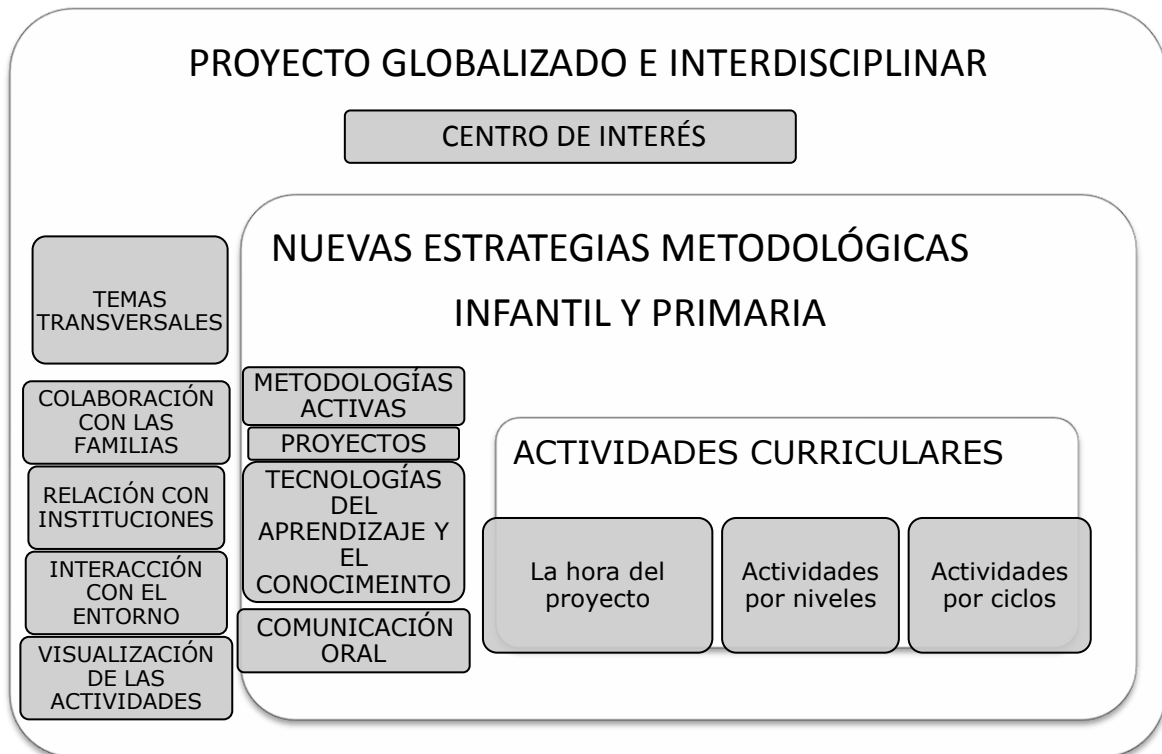 PROYECTO GLOBALIZADO E INTERDISCIPLINAR
CENTRO DE INTERÉS
NUEVAS ESTRATEGIAS METODOLÓGICAS
INFANTIL Y PRIMARIA
TEMAS
TRANSVERSALES
COLABORACIÓN
CON LAS
FAMILIAS
RELACIÓN CON
INSTITUCIONES
INTERACCIÓN
CON EL
ENTORNO
VISUALIZACIÓN
DE LAS
ACTIVIDADES
METODOLOGÍAS
ACTIVAS
PROYECTOS
TECNOLOGÍAS
DEL
APRENDIZAJE Y
EL
CONOCIMEINTO
COMUNICACIÓN
ORAL
ACTIVIDADES CURRICULARES
La hora del
proyecto
Actividades
por niveles
Actividades
por ciclos